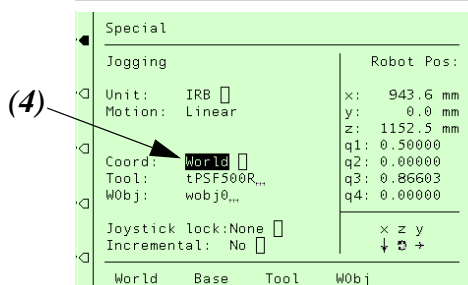 Special
Jogging Robot Pos:
Unit: IRB x: 943.6 mm
Motion: Linear y: 0.0 mm
z: 1152.5 mm
q1: 0.50000
(4)
Coord: World q2: 0.00000
Tool: tPSF500R... q3: 0.86603
WObj: wobj0... q4: 0.00000
Joystick lock:None x z y
Incremental: No
World Base Tool WObj